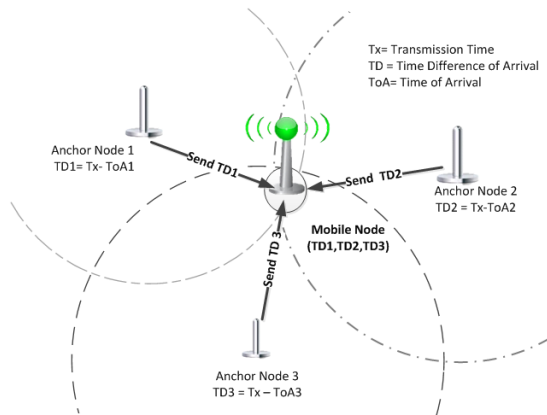 Tx= Transmission Time
TD = Time Difference of Arrival
ToA= Time of Arrival
Anchor Node 1
TD1= Tx- ToA1
Send TD1
Send TD2
Anchor Node 2
TD2 = Tx-ToA2
Mobile Node
(TD1,TD2,TD3)
Send TD 3
Anchor Node 3
TD3 = Tx – ToA3